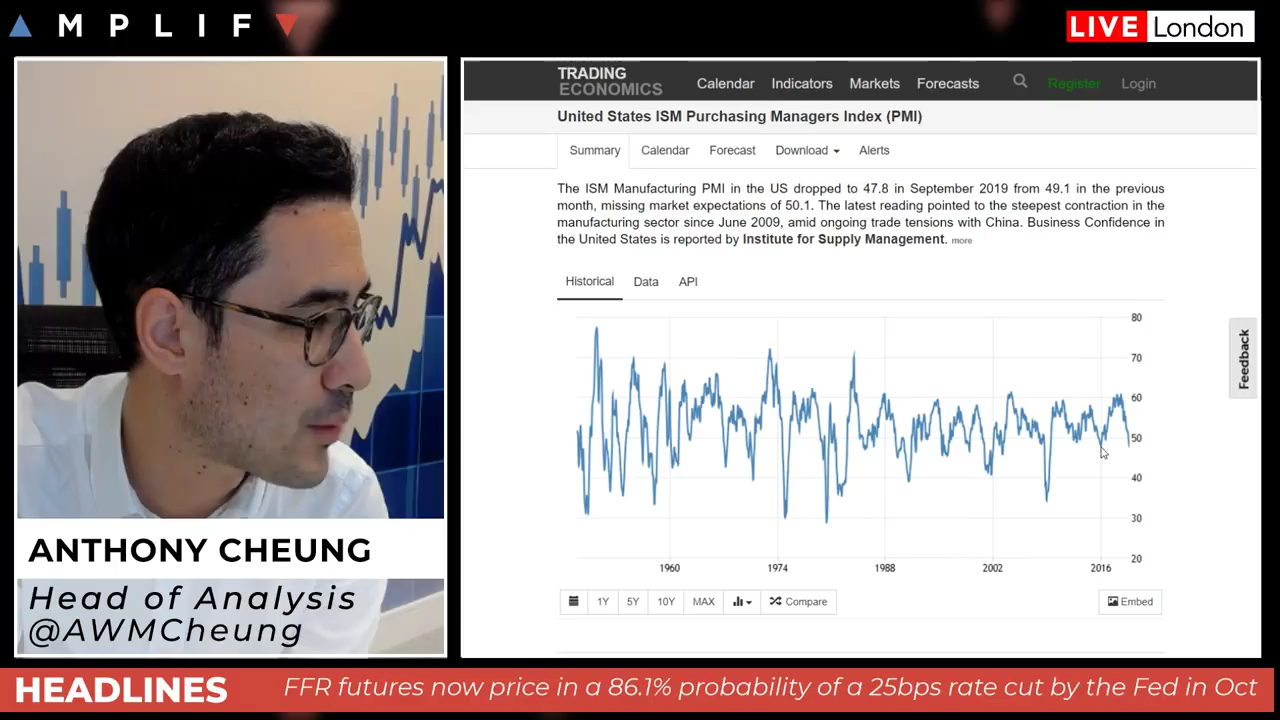 MPLIF
LIVE London
TRADING
ECONOMICS
Calendar Indicators Markets Forecasts Register Login
United States ISM Purchasing Managers Index (PMI)
Summary Calendar Forecast Download Alerts
The ISM Manufacturing PMI in the US dropped to 47.8 in September 2019 from 49.1 in the previous
month, missing market expectations of 50.1. The latest reading pointed to the steepest contraction in the
manufacturing sector since June 2009, amid ongoing trade tensions with China. Business Confidence in
the United States is reported by Institute for Supply Management. more
Historical Data API
80
70
60
50
40
30
20
1960 1974 1988 2002 2016
1Y 5Y 10Y MAX Compare Embed
Feedback
ANTHONY CHEUNG
Head of Analysis
@AWMCheung
HEADLINES FFR futures now price in a 86.1% probability of a 25bps rate cut by the Fed in Oct